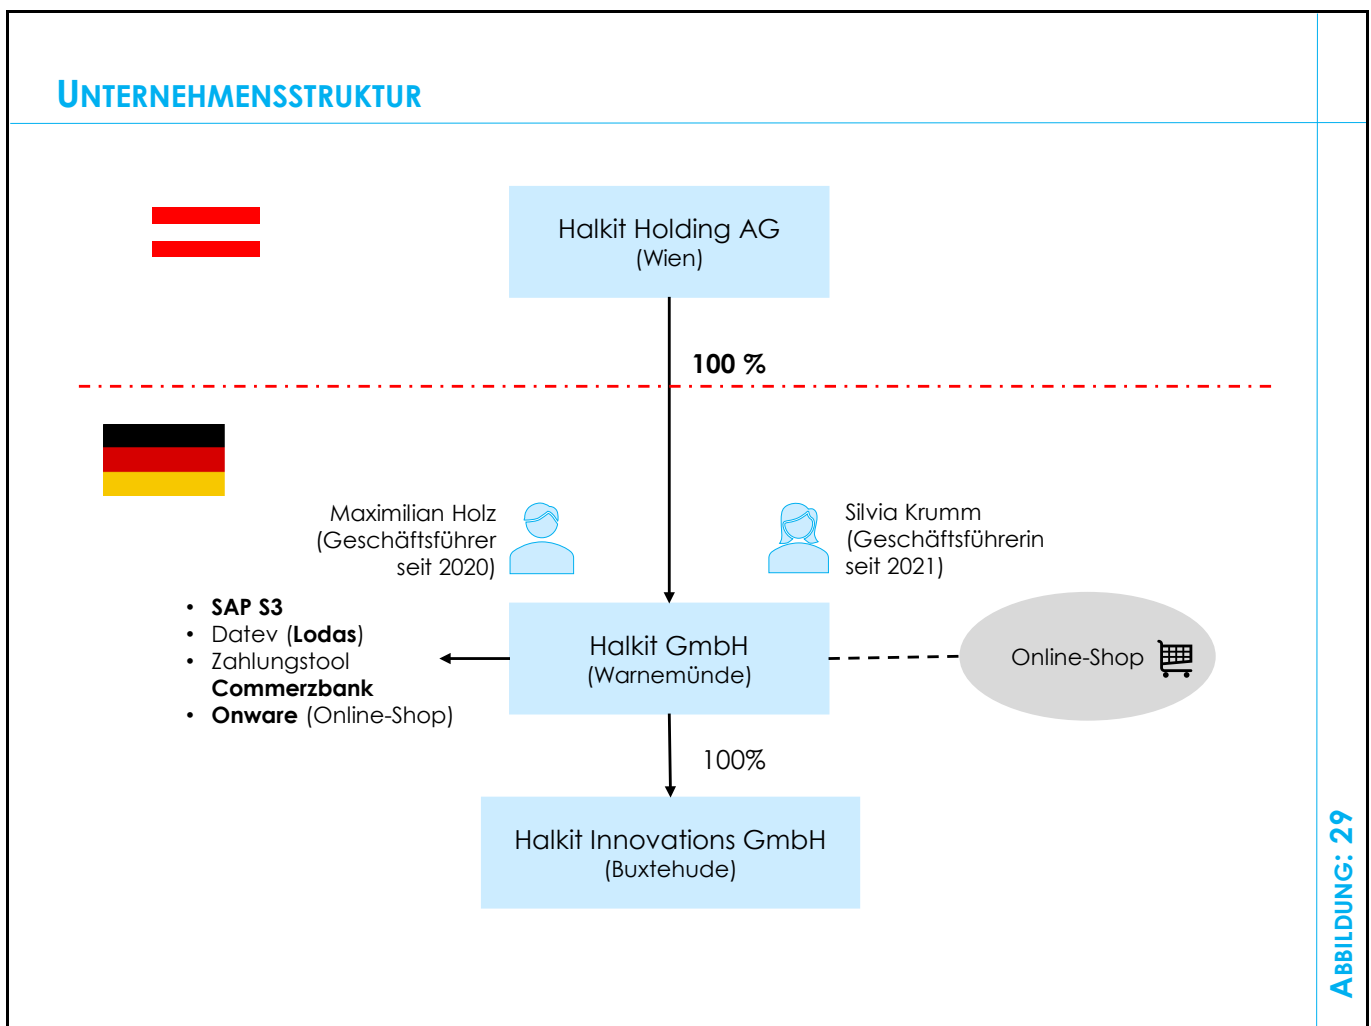 UNTERNEHMENSSTRUKTUR
Halkit Holding AG
(Wien)
100 %
Maximilian Holz
(Geschäftsführer
seit 2020)
Silvia Krumm
(Geschäftsführerin
seit 2021)
• SAP S3
• Datev (Lodas)
• Zahlungstool
Commerzbank
• Onware (Online-Shop)
Halkit GmbH
(Warnemünde)
Online-Shop
100%
Halkit Innovations GmbH
(Buxtehude)
ABBILDUNG: 29